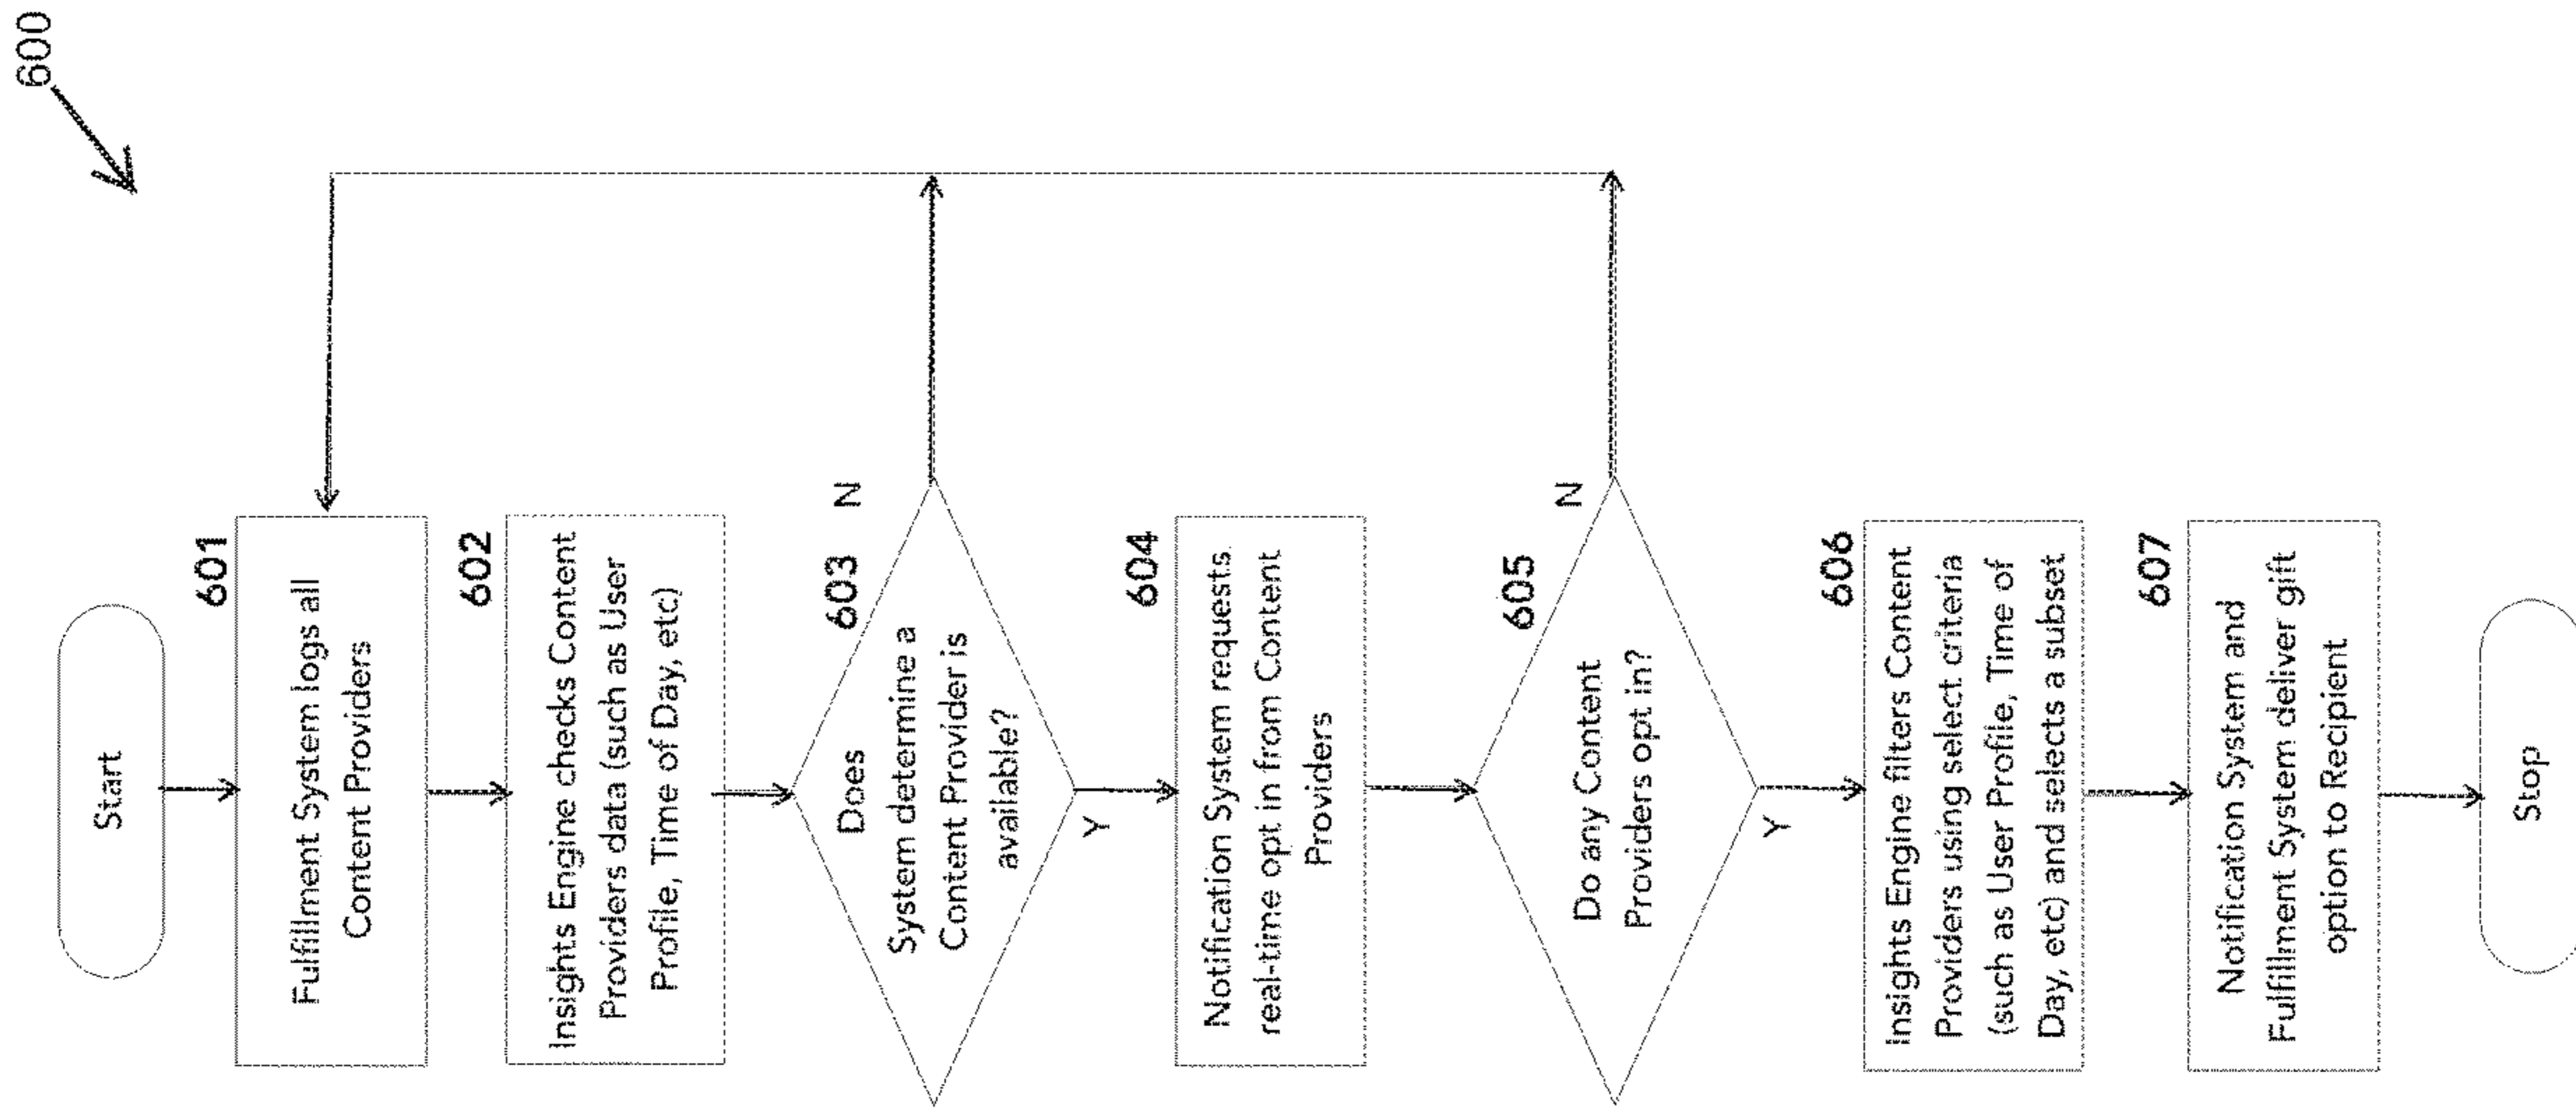 600
Start
601
Fulfillment System logs all
Content Providers
602
Insights Engine checks Content
Providers data (such as User
Profile, Time of Day, etc)
603
N
Does
System determine a
Content Provider is
available?
Y
604
Notification System requests
real-time opt in from Content
Providers
605
N
Do any Content
Providers opt in?
Y
606
Insights Engine filters Content
Providers using select criteria
(such as User Profile, Time of
Day, etc) and selects a subset
607
Notification System and
Fulfillment System deliver gift
option to Recipient
Stop